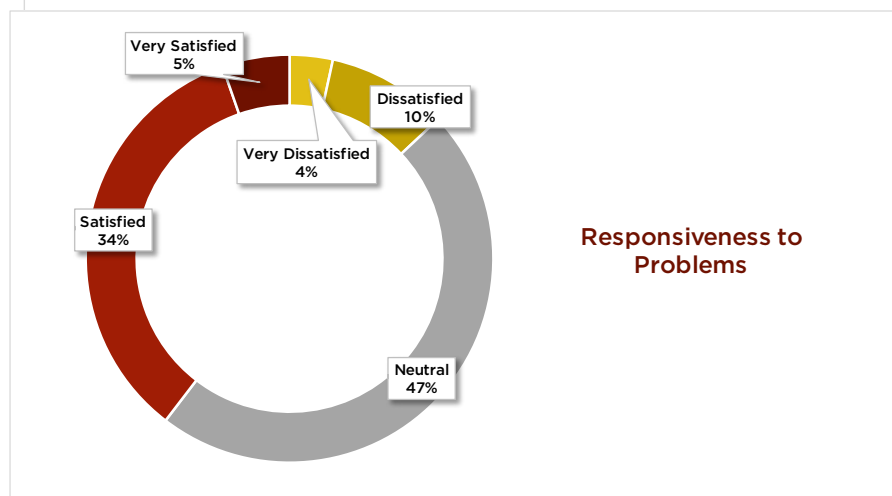 Very Satisfied
5%
Dissatisfied
10%
Very Dissatisfied
4%
Satisfied
34%
Responsiveness to
Problems
Neutral
47%